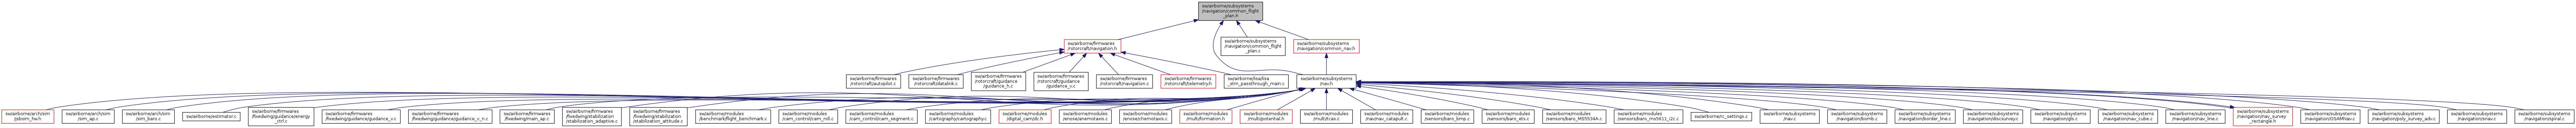 sw/airborne/subsystems
/navigation/common_flight
_plan.h
sw/airborne/firmwares
/rotorcraft/navigation.h
sw/airborne/subsystems
/navigation/common_flight
_plan.c
sw/airborne/subsystems
/navigation/common_nav.h
sw/airborne/firmwares
/rotorcraft/autopilot.c
sw/airborne/firmwares
/rotorcraft/datalink.c
sw/airborne/firmwares
/rotorcraft/guidance
/guidance_h.c
sw/airborne/firmwares
/rotorcraft/guidance
/guidance_v.c
sw/airborne/firmwares
/rotorcraft/navigation.c
sw/airborne/firmwares
/rotorcraft/telemetry.h
sw/airborne/lisa/lisa
_stm_passthrough_main.c
sw/airborne/subsystems
/nav.h
sw/airborne/arch/sim
/jsbsim_hw.h
sw/airborne/arch/sim
/sim_ap.c
sw/airborne/arch/sim
/sim_baro.c
sw/airborne/estimator.c
sw/airborne/firmwares
/fixedwing/guidance/energy
_ctrl.c
sw/airborne/firmwares
/fixedwing/guidance/guidance_v.c
sw/airborne/firmwares
/fixedwing/guidance/guidance_v_n.c
sw/airborne/firmwares
/fixedwing/main_ap.c
sw/airborne/firmwares
/fixedwing/stabilization
/stabilization_adaptive.c
sw/airborne/firmwares
/fixedwing/stabilization
/stabilization_attitude.c
sw/airborne/modules
/benchmark/flight_benchmark.c
sw/airborne/modules
/cam_control/cam_roll.c
sw/airborne/modules
/cam_control/cam_segment.c
sw/airborne/modules
/cartography/cartography.c
sw/airborne/modules
/digital_cam/dc.h
sw/airborne/modules
/enose/anemotaxis.c
sw/airborne/modules
/enose/chemotaxis.c
sw/airborne/modules
/multi/formation.h
sw/airborne/modules
/multi/potential.h
sw/airborne/modules
/multi/tcas.c
sw/airborne/modules
/nav/nav_catapult.c
sw/airborne/modules
/sensors/baro_bmp.c
sw/airborne/modules
/sensors/baro_ets.c
sw/airborne/modules
/sensors/baro_MS5534A.c
sw/airborne/modules
/sensors/baro_ms5611_i2c.c
sw/airborne/rc_settings.c
sw/airborne/subsystems
/nav.c
sw/airborne/subsystems
/navigation/bomb.c
sw/airborne/subsystems
/navigation/border_line.c
sw/airborne/subsystems
/navigation/discsurvey.c
sw/airborne/subsystems
/navigation/gls.c
sw/airborne/subsystems
/navigation/nav_cube.c
sw/airborne/subsystems
/navigation/nav_line.c
sw/airborne/subsystems
/navigation/nav_survey
_rectangle.h
sw/airborne/subsystems
/navigation/OSAMNav.c
sw/airborne/subsystems
/navigation/poly_survey_adv.c
sw/airborne/subsystems
/navigation/snav.c
sw/airborne/subsystems
/navigation/spiral.c